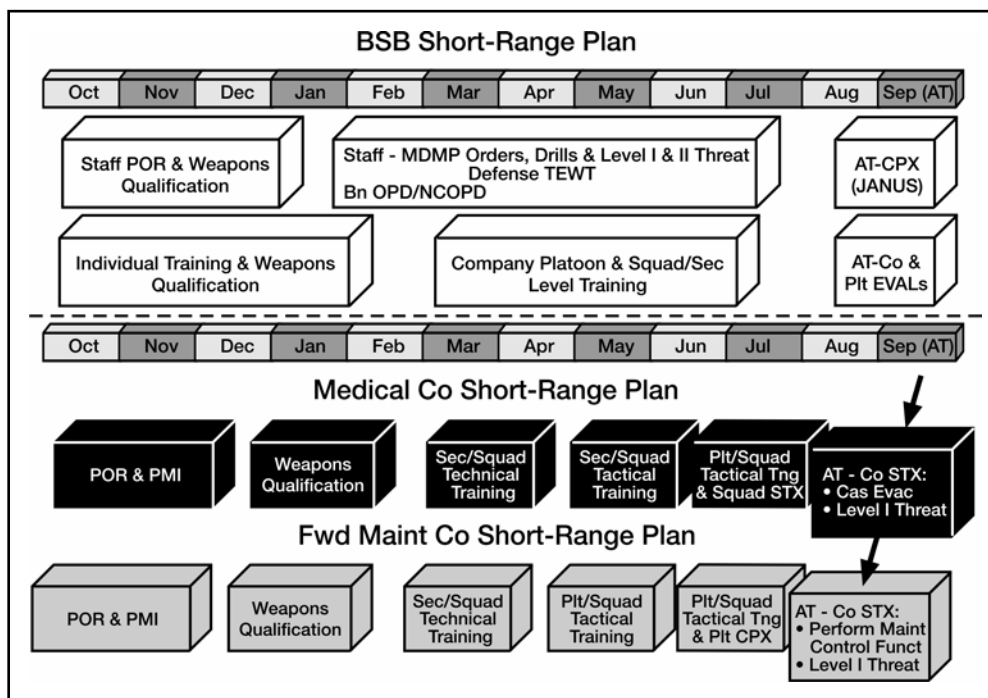 BSB Short-Range Plan
Oct Nov Dec Jan Feb Mar Apr May Jun Jul Aug Sep (AT)
Staff POR & Weapons
Qualification
Staff - MDMP Orders, Drills & Level I & II Threat
Defense TEWT
Bn OPD/NCOPD
AT-CPX
(JANUS)
Individual Training & Weapons
Qualification
Company Platoon & Squad/Sec
Level Training
AT-Co &
Plt EVALs
Oct Nov Dec Jan Feb Mar Apr May Jun Jul Aug Sep (AT)
Medical Co Short-Range Plan
POR & PMI
Weapons
Qualification
Sec/Squad
Technical
Training
Sec/Squad
Tactical
Training
Plt/Squad
Tactical Tng
& Squad STX
AT - Co STX:
• Cas Evac
• Level I Threat
Fwd Maint Co Short-Range Plan
POR & PMI
Weapons
Qualification
Sec/Squad
Technical
Training
Plt/Squad
Tactical
Training
Plt/Squad
Tactical Tng
& Plt CPX
AT - Co STX:
• Perform Maint
Control Funct
• Level I Threat